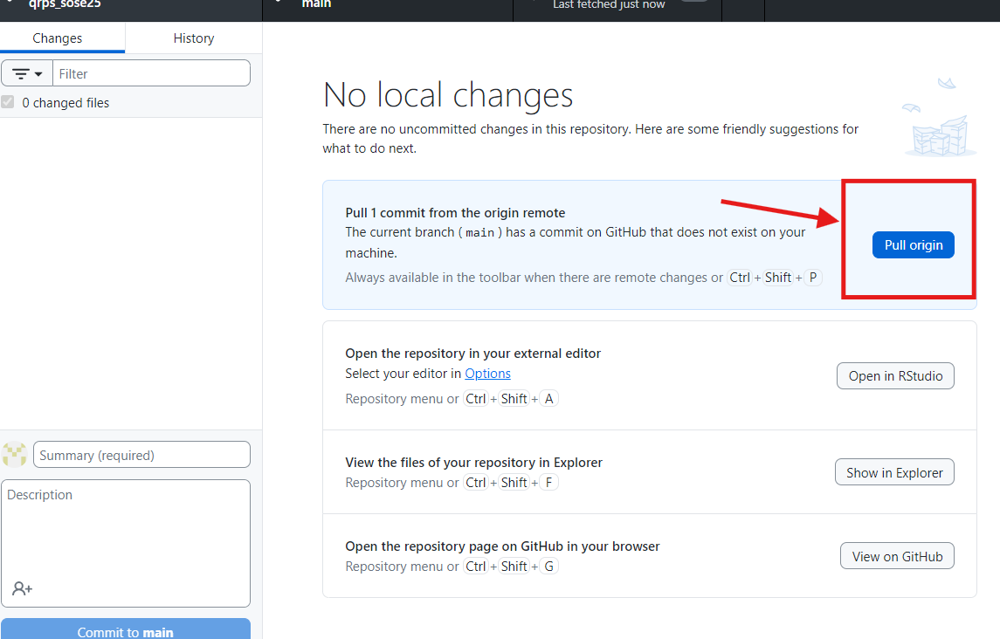 qrps_sose25
main
Last fetched just now
Changes
History
Filter
0 changed files
No local changes
There are no uncommitted changes in this repository. Here are some friendly suggestions for
what to do next.
Pull 1 commit from the origin remote
The current branch ( main ) has a commit on GitHub that does not exist on your
machine.
Always available in the toolbar when there are remote changes or Ctrl + Shift + P
Pull origin
Open the repository in your external editor
Select your editor in Options
Repository menu or Ctrl + Shift + A
Open in RStudio
View the files of your repository in Explorer
Repository menu or Ctrl + Shift + F
Show in Explorer
Open the repository page on GitHub in your browser
Repository menu or Ctrl + Shift + G
View on GitHub
Summary (required)
Description
Commit to main